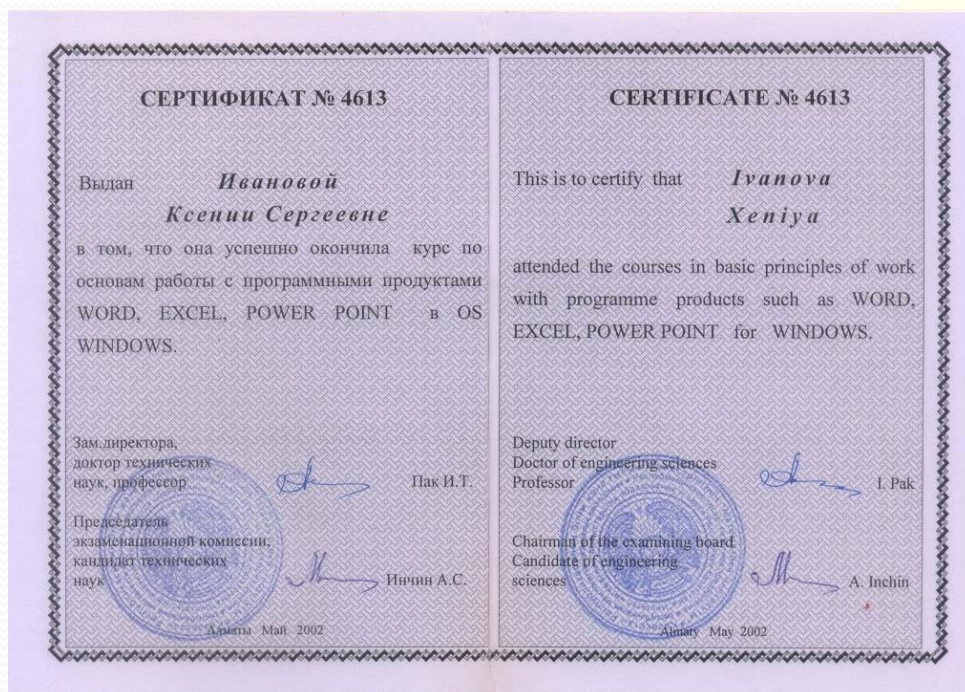 СЕРТИФИКАТ № 4613
Выдан Ивановой
Ксении Сергеевне
в том, что она успешно окончила курс по
основам работы с программными продуктами
WORD, EXCEL, POWER POINT в OS
WINDOWS.
Зам.директора,
доктор технических
наук, профессор Пак И.Т.
Председатель
экзаменационной комиссии,
кандидат технических
наук Инчин А.С.
Алматы Май 2002
CERTIFICATE № 4613
This is to certify that Ivanova
Xeniya
attended the courses in basic principles of work
with programme products such as WORD,
EXCEL, POWER POINT for WINDOWS.
Deputy director
Doctor of engineering sciences
Professor I. Pak
Chairman of the examining board
Candidate of engineering
sciences A. Inchin
Almaty May 2002